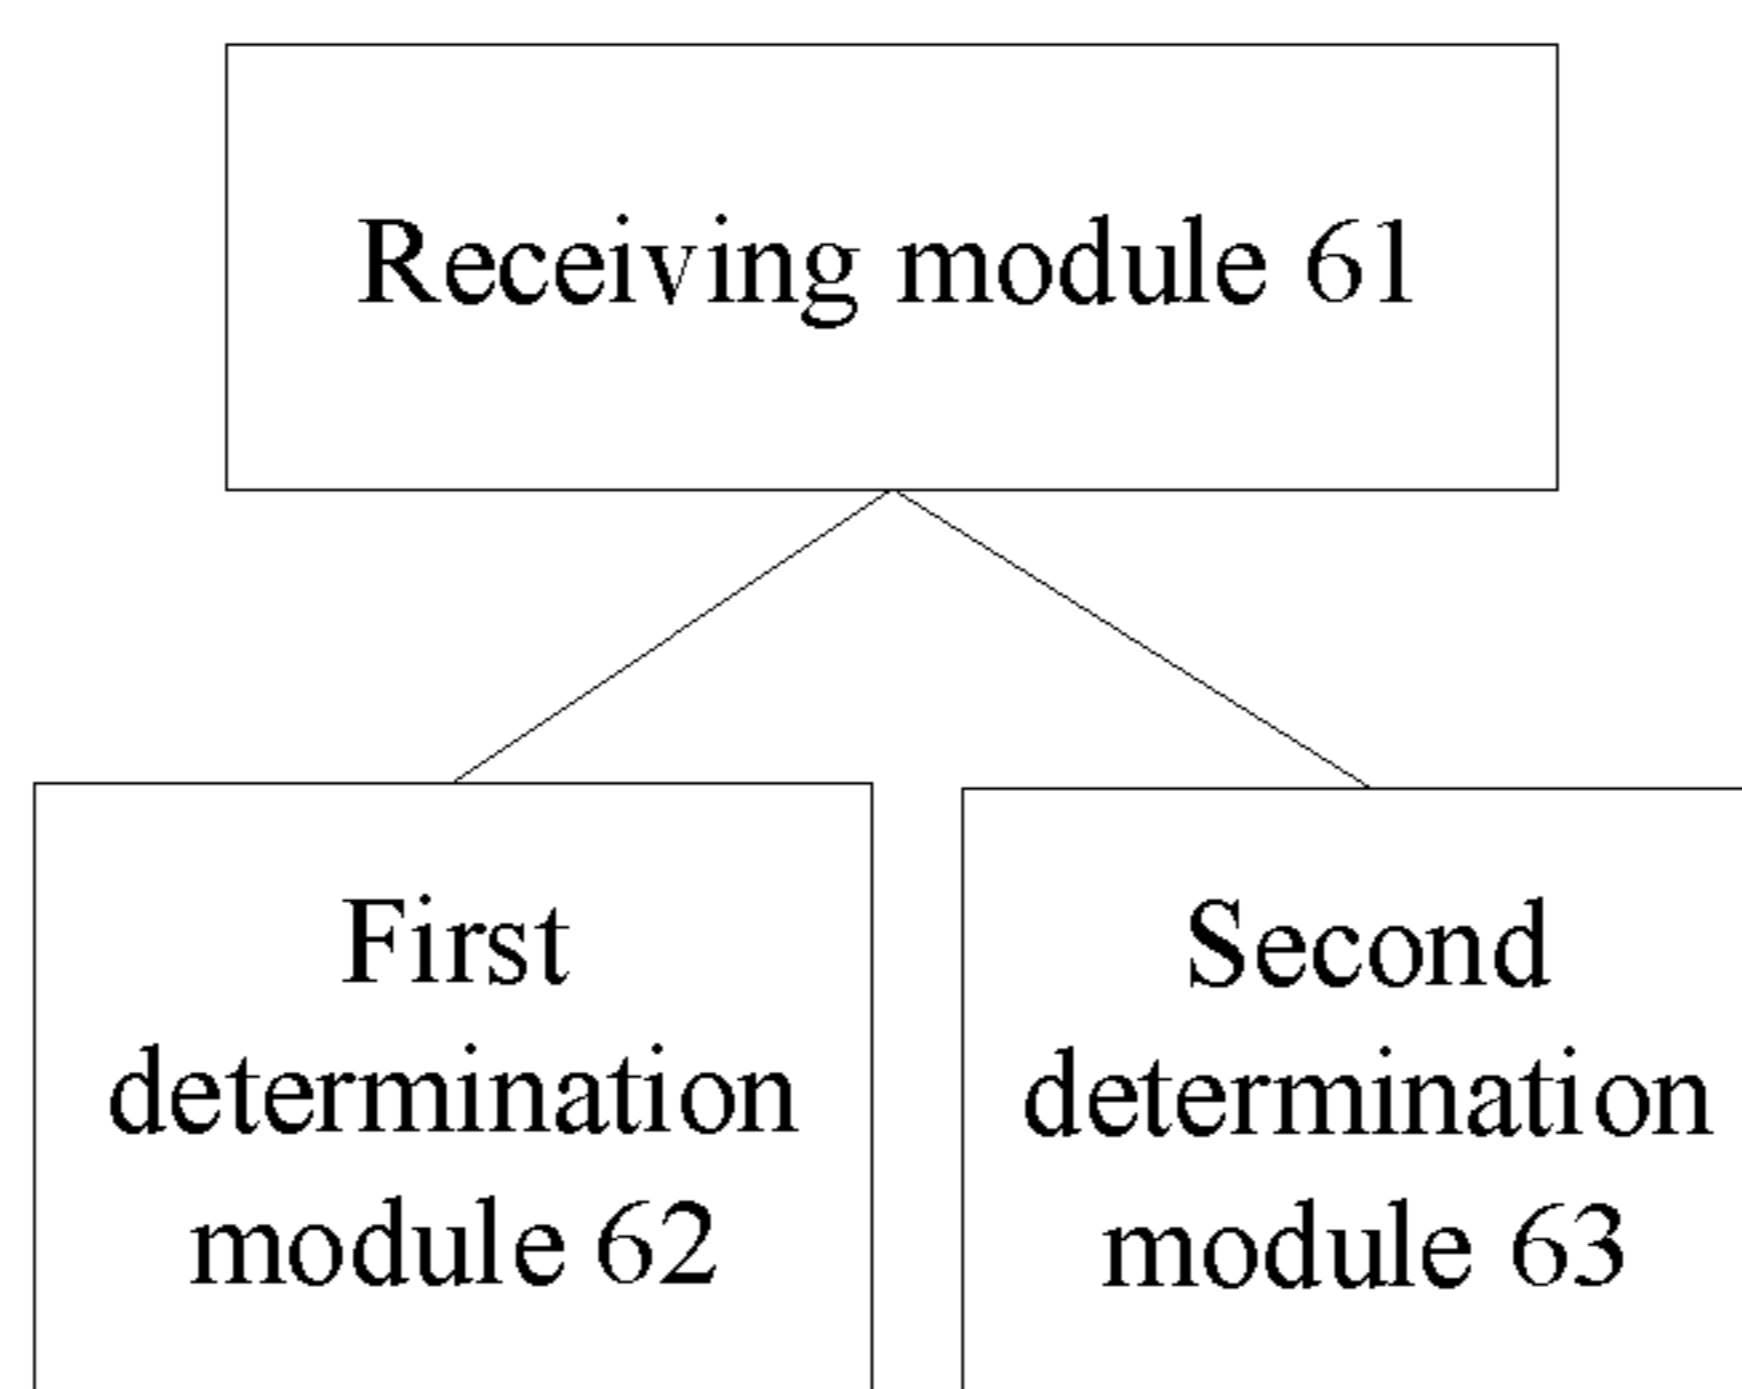 Receiving module 61
First
determination
module 62
Second
determination
module 63